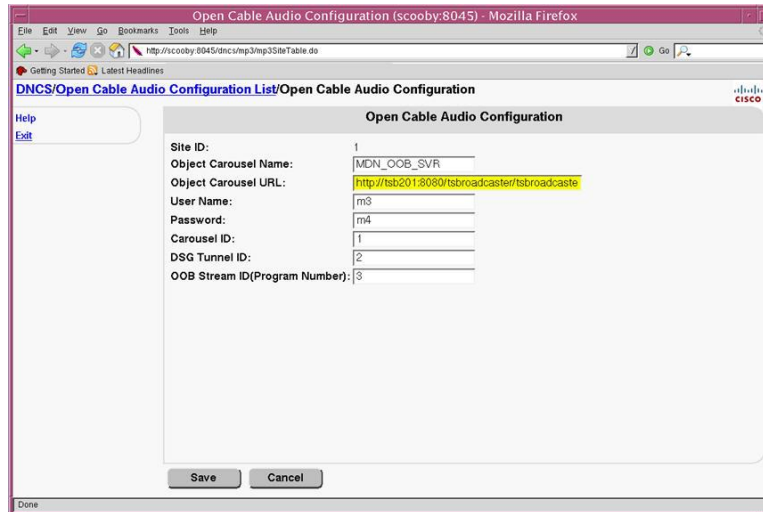 Open Cable Audio Configuration (scooby:8045) - Mozilla Firefox
File Edit View Go Bookmarks Tools Help
http://scooby:8045/dncs/mp3/mp3SiteTable.do Go
Getting Started Latest Headlines
DNCS/Open Cable Audio Configuration List/Open Cable Audio Configuration
CISCO
Help
Exit
Open Cable Audio Configuration
Site ID: 1
Object Carousel Name: MDN_OOB_SVR
Object Carousel URL: http://tsb201:8080/tsbroadcaster/tsbroadcaste
User Name: m3
Password: m4
Carousel ID: 1
DSG Tunnel ID: 2
OOB Stream ID(Program Number): 3
Save Cancel
Done